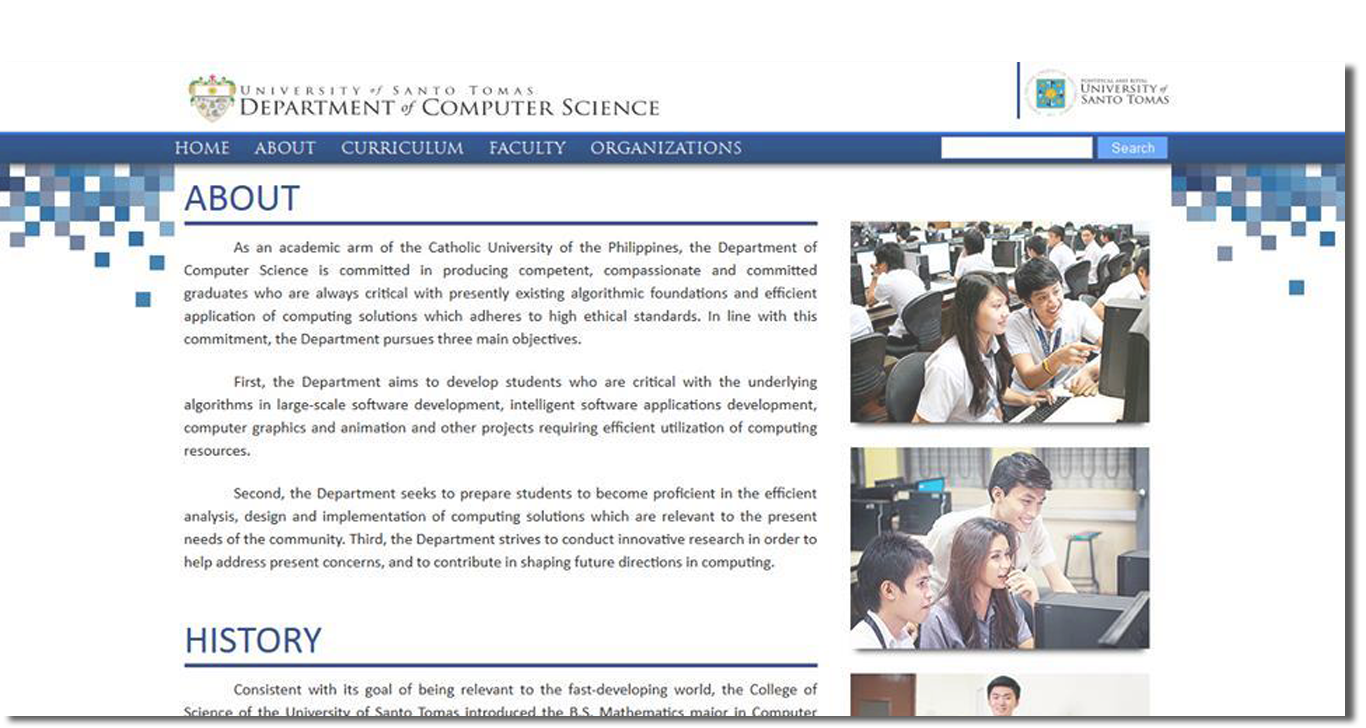 UNIVERSITY of SANTO TOMAS
DEPARTMENT of COMPUTER SCIENCE
PONTIFICAL AND ROYAL
UNIVERSITY of
SANTO TOMAS
HOME ABOUT CURRICULUM FACULTY ORGANIZATIONS Search
ABOUT
As an academic arm of the Catholic University of the Philippines, the Department of
Computer Science is committed in producing competent, compassionate and committed
graduates who are always critical with presently existing algorithmic foundations and efficient
application of computing solutions which adheres to high ethical standards. In line with this
commitment, the Department pursues three main objectives.
First, the Department aims to develop students who are critical with the underlying
algorithms in large-scale software development, intelligent software applications development,
computer graphics and animation and other projects requiring efficient utilization of computing
resources.
Second, the Department seeks to prepare students to become proficient in the efficient
analysis, design and implementation of computing solutions which are relevant to the present
needs of the community. Third, the Department strives to conduct innovative research in order to
help address present concerns, and to contribute in shaping future directions in computing.
HISTORY
Consistent with its goal of being relevant to the fast-developing world, the College of
Science of the University of Santo Tomas introduced the B.S. Mathematics major in Computer